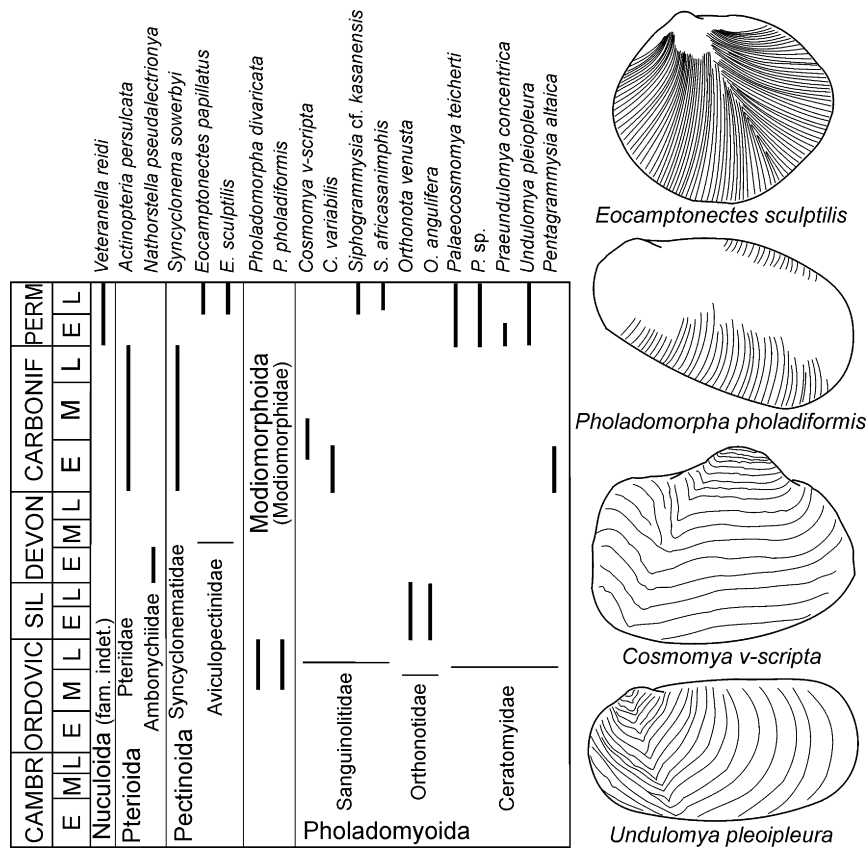 Veteranella reidi
Actinopteria persulcata
Nathorstella pseudalectrionya
Syncyclonema sowerbyi
Eocamptonectes papillatus
E. sculptilis
Pholadomorpha divaricata
P. pholadiformis
Cosmomya v-scripta
C. variabilis
Siphogrammysia cf. kasanensis
S. africasanimphis
Orthonota venusta
O. angulifera
Palaeocosmomya teicherti
P. sp.
Praeundulomya concentrica
Undulomya pleiopleura
Pentagrammysia altaica
PERM
L
E
CARBONIF
L
M
E
DEVON
L
M
E
SIL
L
E
ORDOVIC
L
M
E
CAMBR
L
M
E
Nuculoida (fam. indet.)
Pterioida
Pteriidae
Ambonychiidae
Pectinoida
Syncyclonematidae
Aviculopectinidae
Modiomorphoida
(Modiomorphidae)
Sanguinolitidae
Orthonotidae
Ceratomyidae
Pholadomyoida
Eocamptonectes sculptilis
Pholadomorpha pholadiformis
Cosmomya v-scripta
Undulomya pleoipleura